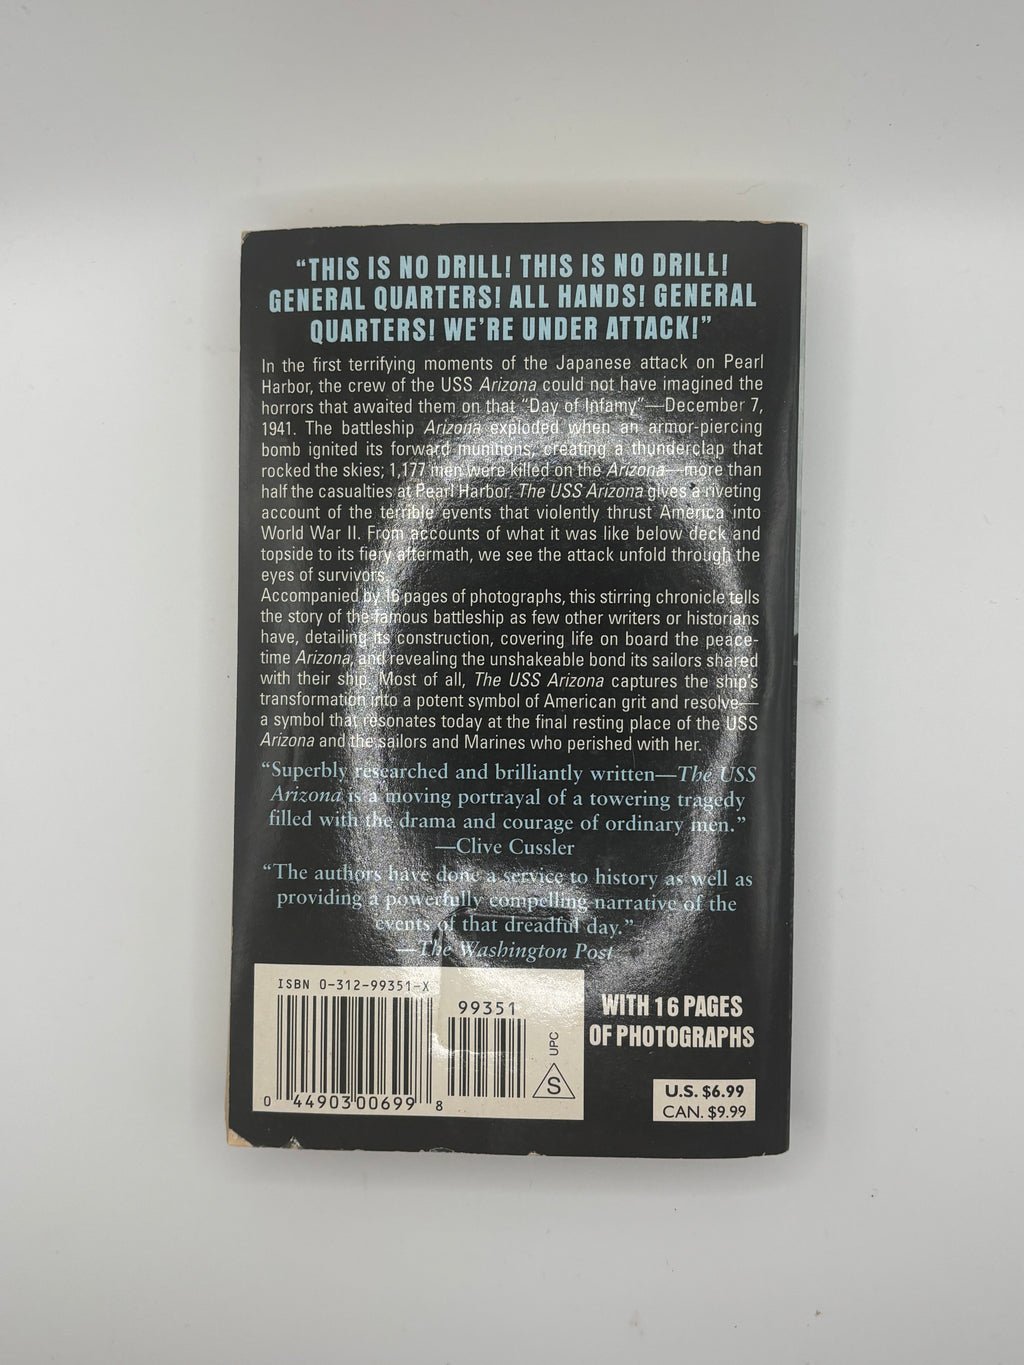 “THIS IS NO DRILL! THIS IS NO DRILL!
GENERAL QUARTERS! ALL HANDS! GENERAL
QUARTERS! WE’RE UNDER ATTACK!”
In the first terrifying moments of the Japanese attack on Pearl
Harbor, the crew of the USS Arizona could not have imagined the
horrors that awaited them on that “Day of Infamy”—December 7,
1941. The battleship Arizona exploded when an armor-piercing
bomb ignited its forward munitions, creating a thunderclap that
rocked the skies; 1,177 men were killed on the Arizona—more than
half the casualties at Pearl Harbor. The USS Arizona gives a riveting
account of the terrible events that violently thrust America into
World War II. From accounts of what it was like below deck and
topside to its fiery aftermath, we see the attack unfold through the
eyes of survivors.
Accompanied by 16 pages of photographs, this stirring chronicle tells
the story of the famous battleship as few other writers or historians
have, detailing its construction, covering life on board the peace-
time Arizona, and revealing the unshakeable bond its sailors shared
with their ship. Most of all, The USS Arizona captures the ship’s
transformation into a potent symbol of American grit and resolve—
a symbol that resonates today at the final resting place of the USS
Arizona and the sailors and Marines who perished with her.
“Superbly researched and brilliantly written—The USS
Arizona is a moving portrayal of a towering tragedy
filled with the drama and courage of ordinary men.”
—Clive Cussler
“The authors have done a service to history as well as
providing a powerfully compelling narrative of the
events of that dreadful day.”
—The Washington Post
ISBN 0-312-99351-X
99351
UPC
S
0 44903 00699 8
WITH 16 PAGES
OF PHOTOGRAPHS
U.S. $6.99
CAN. $9.99